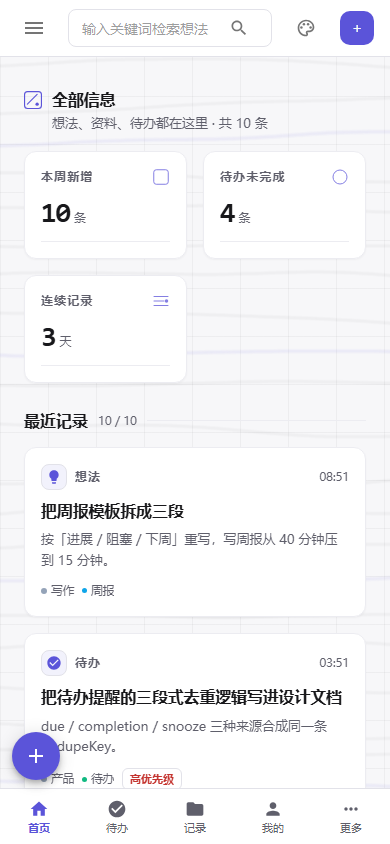 输入关键词检索想法
全部信息
想法、资料、待办都在这里 · 共 10 条
本周新增
10 条
待办未完成
4 条
连续记录
3 天
最近记录 10 / 10
想法 08:51
把周报模板拆成三段
按「进展 / 阻塞 / 下周」重写，写周报从 40 分钟压
到 15 分钟。
写作 周报
待办 03:51
把待办提醒的三段式去重逻辑写进设计文档
due / completion / snooze 三种来源合成同一条
dupeKey。
产品 待办 高优先级
首页 待办 记录 我的 更多